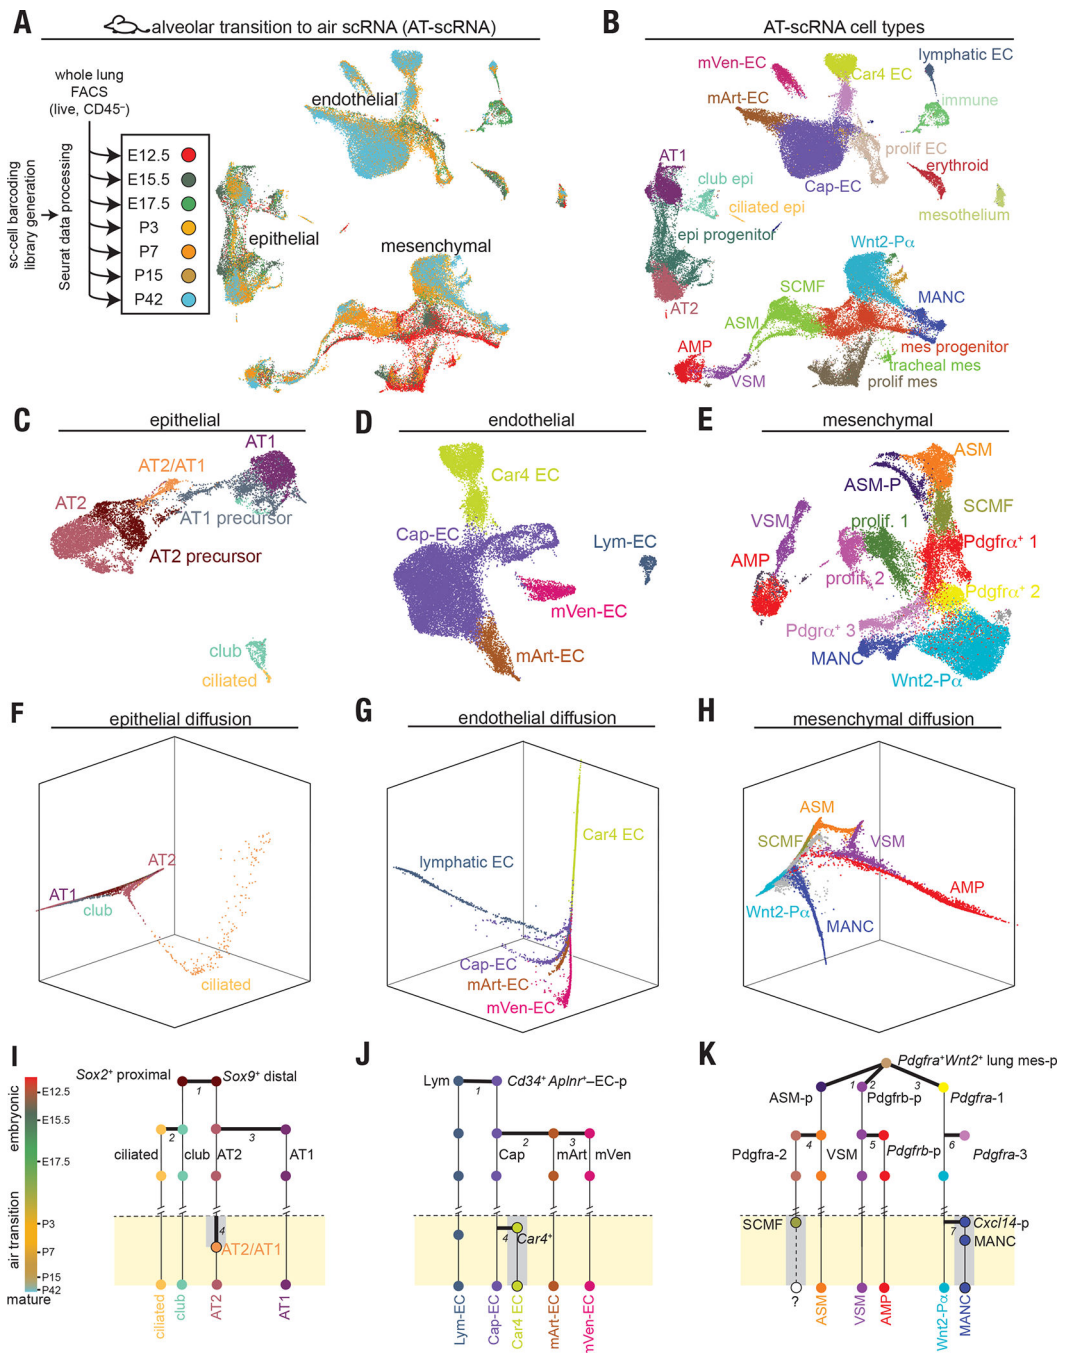 A
alveolar transition to air scRNA (AT-scRNA)
whole lung
FACS
(live, CD45⁻)
sc-cell barcoding
library generation
Seurat data processing
E12.5
E15.5
E17.5
P3
P7
P15
P42
endothelial
epithelial
mesenchymal
B
AT-scRNA cell types
mVen-EC
Car4 EC
lymphatic EC
mArt-EC
immune
prolif EC
AT1
Cap-EC
erythroid
club epi
ciliated epi
mesothelium
epi progenitor
Wnt2-Pα
SCMF
MANC
AT2
ASM
AMP
mes progenitor
tracheal mes
VSM
prolif mes
C
epithelial
AT1
AT2/AT1
AT2
AT1 precursor
AT2 precursor
club
ciliated
D
endothelial
Car4 EC
Cap-EC
Lym-EC
mVen-EC
mArt-EC
E
mesenchymal
ASM
ASM-P
SCMF
VSM
prolif. 1
Pdgfrα⁺ 1
AMP
prolif. 2
Pdgfrα⁺ 2
Pdgrα⁺ 3
MANC
Wnt2-Pα
F
epithelial diffusion
AT2
AT1
club
ciliated
G
endothelial diffusion
Car4 EC
lymphatic EC
Cap-EC
mArt-EC
mVen-EC
H
mesenchymal diffusion
ASM
SCMF
VSM
AMP
Wnt2-Pα
MANC
I
embryonic
air transition
E12.5
E15.5
E17.5
P3
P7
P15
P42
mature
Sox2⁺ proximal
Sox9⁺ distal
1
2
3
ciliated
club
AT2
AT1
4
AT2/AT1
ciliated
club
AT2
AT1
J
Lym
Cd34⁺ Aplnr⁺–EC-p
1
2
3
Cap
mArt
mVen
4
Car4⁺
Lym-EC
Cap-EC
Car4 EC
mArt-EC
mVen-EC
K
Pdgfra⁺Wnt2⁺ lung mes-p
1
2
3
ASM-p
Pdgfrb-p
Pdgfra-1
4
5
6
Pdgfra-2
VSM
Pdgfrb-p
Pdgfra-3
SCMF
7
Cxcl14-p
MANC
?
ASM
VSM
AMP
Wnt2-Pα
MANC